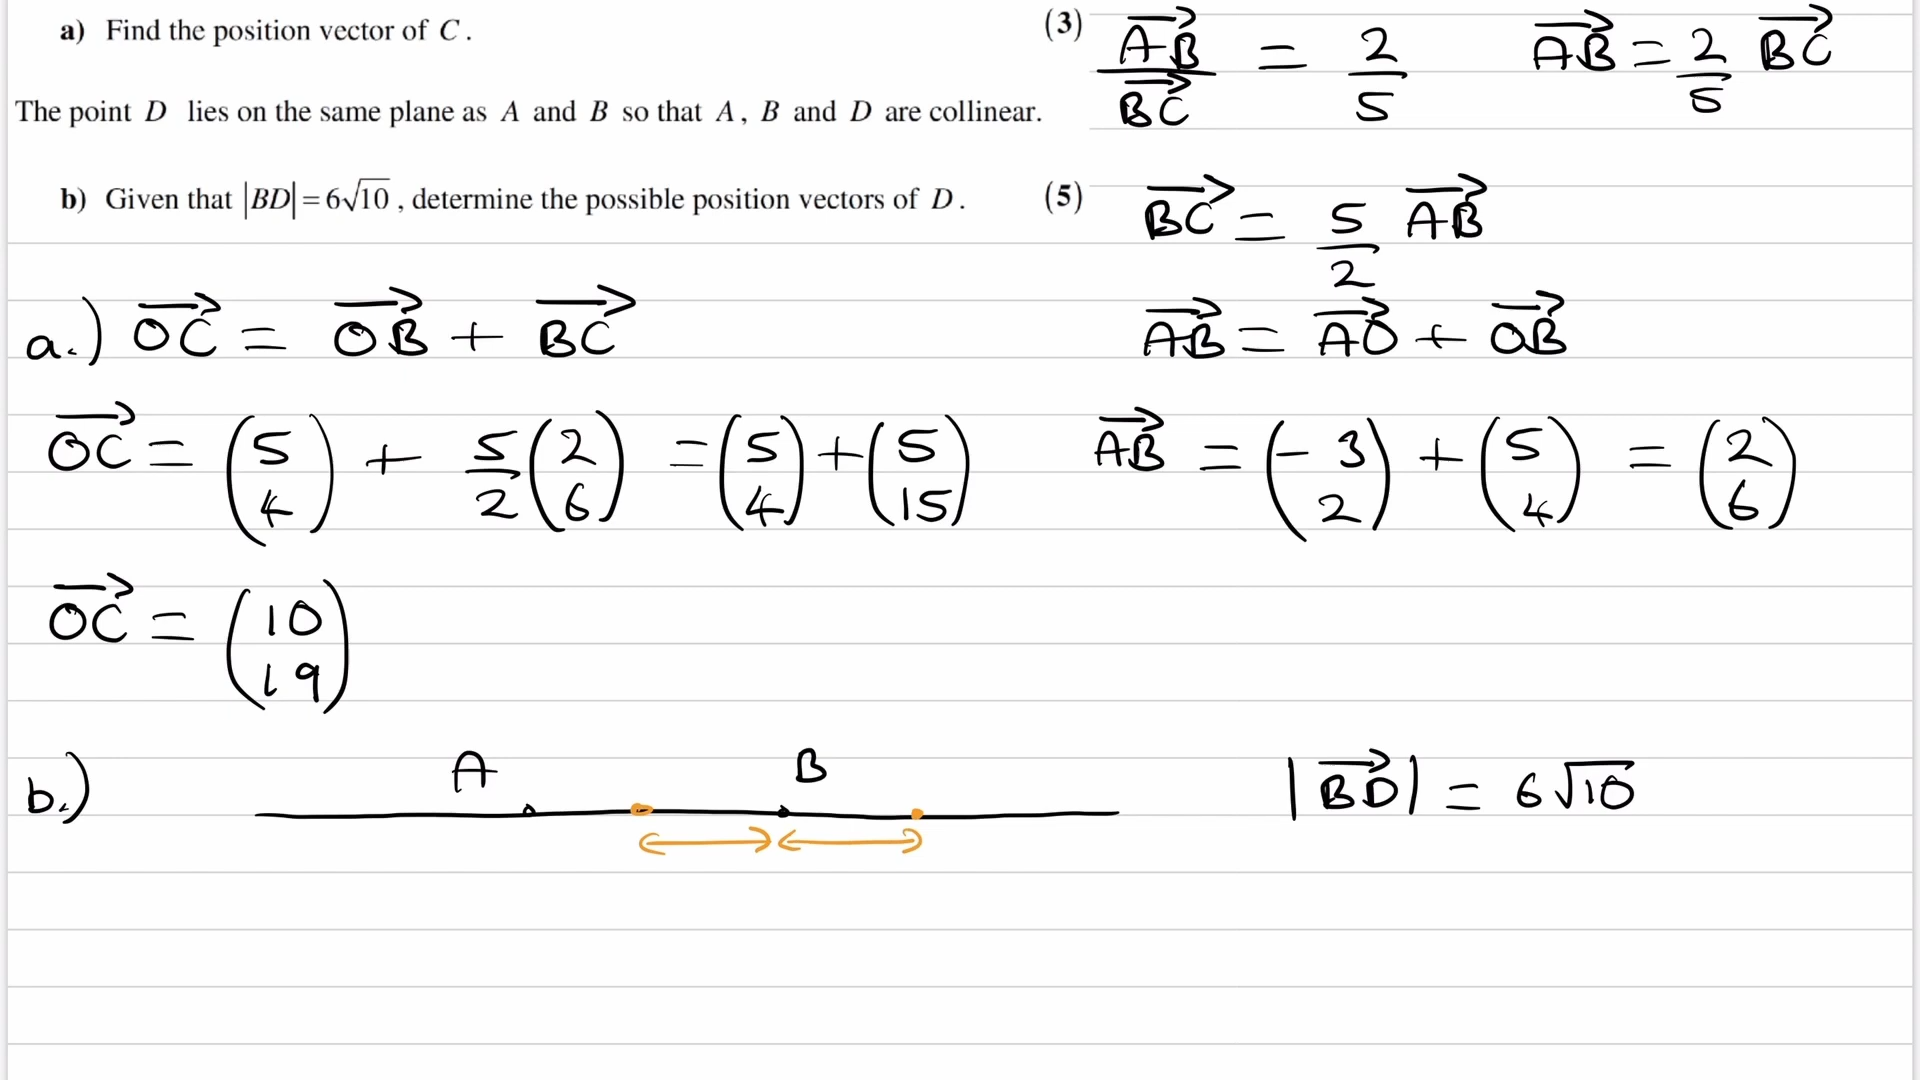 a) Find the position vector of C. (3)
The point D lies on the same plane as A and B so that A, B and D are collinear.
b) Given that |BD| = 6√10, determine the possible position vectors of D. (5)
AB⃗ / BC⃗ = 2/5 AB⃗ = 2/5 BC⃗
BC⃗ = 5/2 AB⃗
a.) OC⃗ = OB⃗ + BC⃗
AB⃗ = AO⃗ + OB⃗
OC⃗ = (5 4) + 5/2 (2 6) = (5 4) + (5 15)
AB⃗ = (-3 2) + (5 4) = (2 6)
OC⃗ = (10 19)
b.) A B
|BD⃗| = 6√10